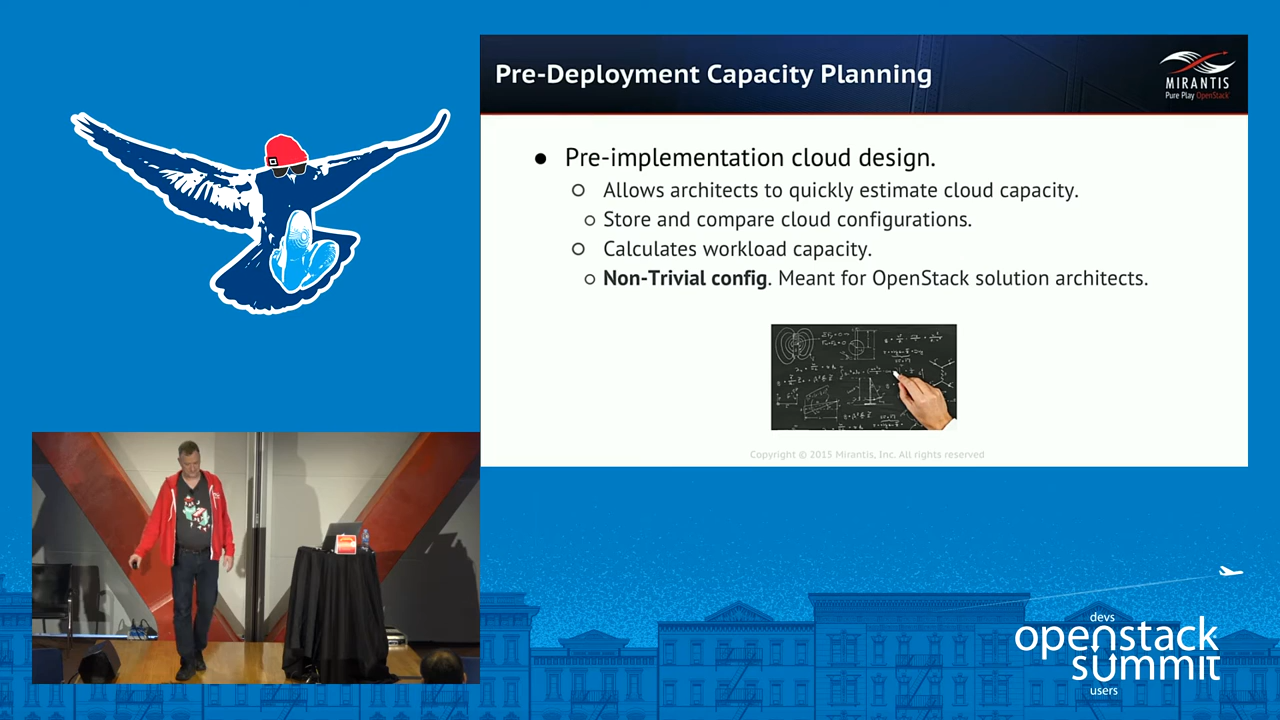 Pre-Deployment Capacity Planning
MIRANTIS
Pure Play OpenStack
● Pre-implementation cloud design.
○ Allows architects to quickly estimate cloud capacity.
○ Store and compare cloud configurations.
○ Calculates workload capacity.
○ Non-Trivial config. Meant for OpenStack solution architects.
Copyright © 2015 Mirantis, Inc. All rights reserved
devs
openstack
summit
users